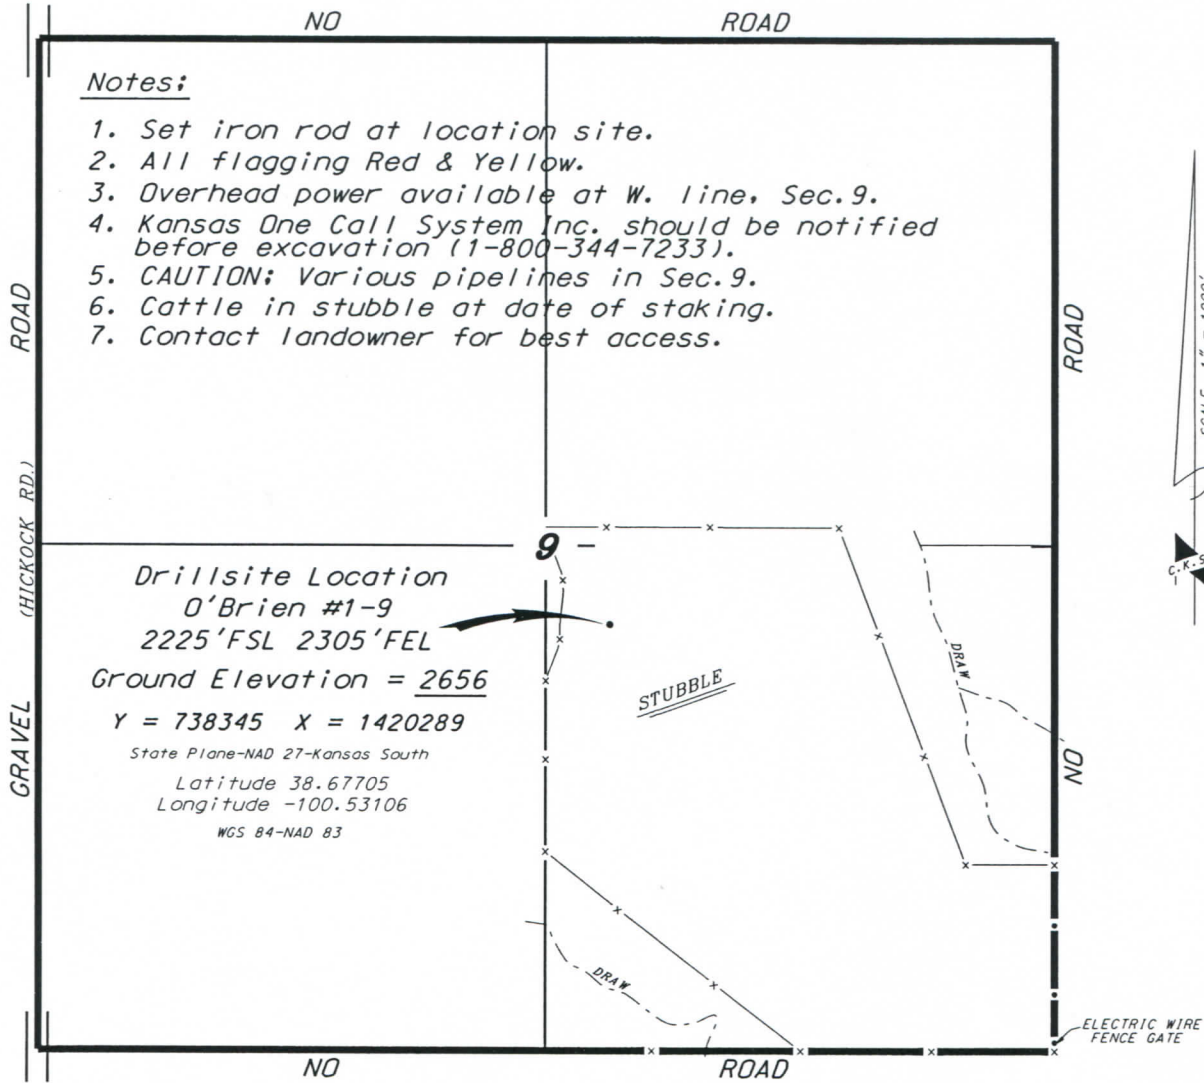 NO ROAD
Notes:
1. Set iron rod at location site.
2. All flagging Red & Yellow.
3. Overhead power available at W. line, Sec.9.
4. Kansas One Call System Inc. should be notified
before excavation (1-800-344-7233).
5. CAUTION: Various pipelines in Sec.9.
6. Cattle in stubble at date of staking.
7. Contact landowner for best access.
GRAVEL (HICKOCK RD.) ROAD
NO ROAD
9
Drillsite Location
O'Brien #1-9
2225'FSL 2305'FEL
Ground Elevation = 2656
Y = 738345 X = 1420289
State Plane-NAD 27-Kansas South
Latitude 38.67705
Longitude -100.53106
WGS 84-NAD 83
STUBBLE
DRAW
DRAW
ELECTRIC WIRE
FENCE GATE
NO ROAD
C.K.S